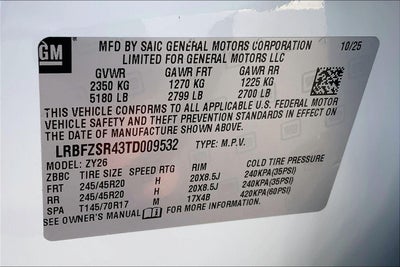 GM
MFD BY SAIC GENERAL MOTORS CORPORATION 10/25
LIMITED FOR GENERAL MOTORS LLC
GVWR GAWR FRT GAWR RR
2350 KG 1270 KG 1225 KG
5180 LB 2799 LB 2700 LB
THIS VEHICLE CONFORMS TO ALL APPLICABLE U.S. FEDERAL MOTOR
VEHICLE SAFETY AND THEFT PREVENTION STANDARDS IN EFFECT ON
THE DATE OF MANUFACTURE SHOWN ABOVE.
LRBFZSR43TD009532 TYPE: M.P.V.
MODEL: ZY26
ZBBC TIRE SIZE SPEED RTG RIM COLD TIRE PRESSURE
FRT 245/45R20 H 20X8.5J 240KPA(35PSI)
RR 245/45R20 H 20X8.5J 240KPA(35PSI)
SPA T145/70R17 M 17X4B 420KPA(60PSI)
SEE OWNER'S MANUAL FOR MORE INFORMATION.